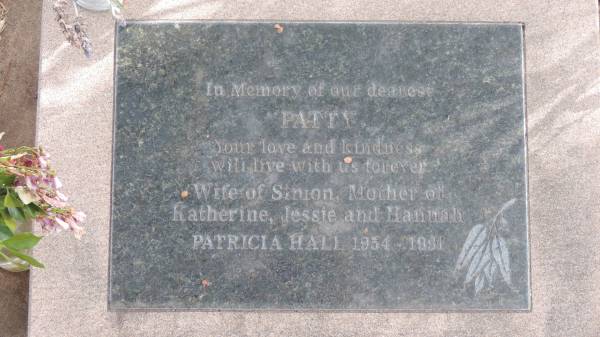 In Memory of our dearest
PATTY
Your love and kindness
will live with us forever
Wife of Simon, Mother of
Katherine, Jessie and Hannah
PATRICIA HALL 1954 - 1991